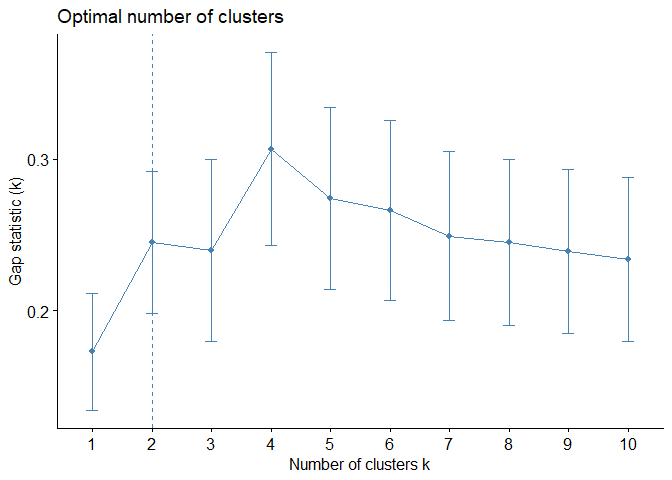 Optimal number of clusters
Gap statistic (k)
0.3
0.2
1 2 3 4 5 6 7 8 9 10
Number of clusters k